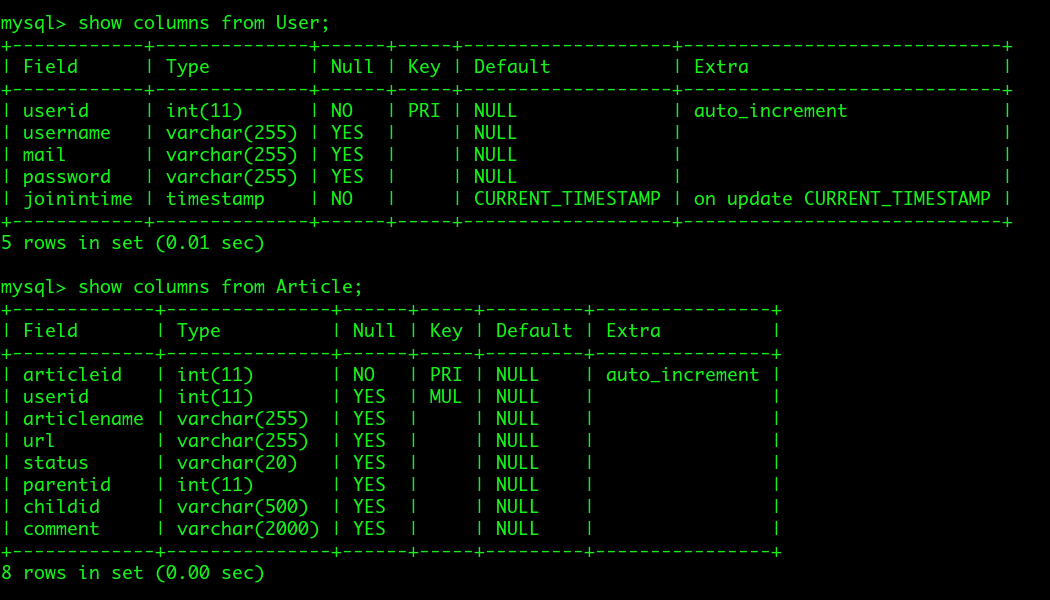 mysql> show columns from User;
+------------+--------------+------+-----+-------------------+-----------------------------+
| Field      | Type         | Null | Key | Default           | Extra                       |
+------------+--------------+------+-----+-------------------+-----------------------------+
| userid     | int(11)      | NO   | PRI | NULL              | auto_increment              |
| username   | varchar(255) | YES  |     | NULL              |                             |
| mail       | varchar(255) | YES  |     | NULL              |                             |
| password   | varchar(255) | YES  |     | NULL              |                             |
| joinintime | timestamp    | NO   |     | CURRENT_TIMESTAMP | on update CURRENT_TIMESTAMP |
+------------+--------------+------+-----+-------------------+-----------------------------+
5 rows in set (0.01 sec)

mysql> show columns from Article;
+-------------+---------------+------+-----+---------+----------------+
| Field       | Type          | Null | Key | Default | Extra          |
+-------------+---------------+------+-----+---------+----------------+
| articleid   | int(11)       | NO   | PRI | NULL    | auto_increment |
| userid      | int(11)       | YES  | MUL | NULL    |                |
| articlename | varchar(255)  | YES  |     | NULL    |                |
| url         | varchar(255)  | YES  |     | NULL    |                |
| status      | varchar(20)   | YES  |     | NULL    |                |
| parentid    | int(11)       | YES  |     | NULL    |                |
| childid     | varchar(500)  | YES  |     | NULL    |                |
| comment     | varchar(2000) | YES  |     | NULL    |                |
+-------------+---------------+------+-----+---------+----------------+
8 rows in set (0.00 sec)